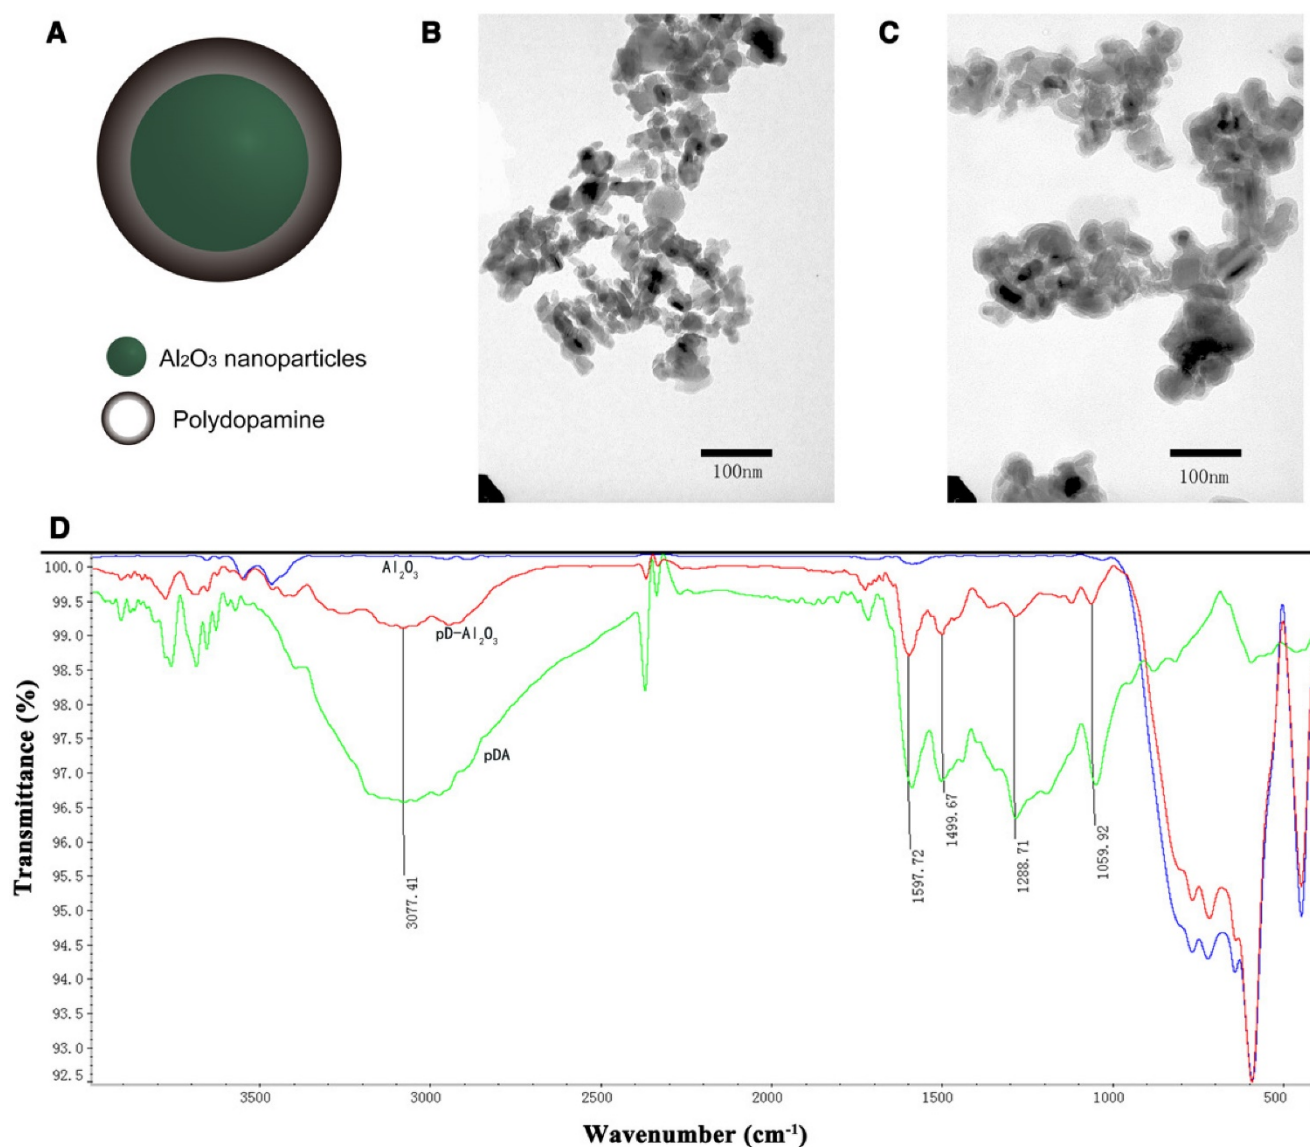 A
B
C
Al₂O₃ nanoparticles
Polydopamine
100nm
100nm
D
100.0
99.5
99.0
98.5
98.0
97.5
97.0
96.5
96.0
95.5
95.0
94.5
94.0
93.5
93.0
92.5
Transmittance (%)
Al₂O₃
pD-Al₂O₃
pDA
3077.41
1597.72
1499.67
1288.71
1059.92
3500
3000
2500
2000
1500
1000
500
Wavenumber (cm⁻¹)